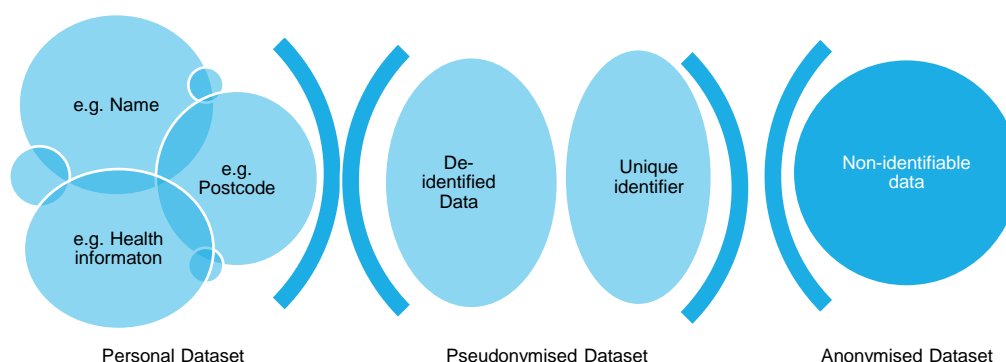 e.g. Name
e.g.
Postcode
e.g. Health
informaton
De-
identified
Data
Unique
identifier
Non-identifiable
data
Personal Dataset
Pseudonymised Dataset
Anonymised Dataset